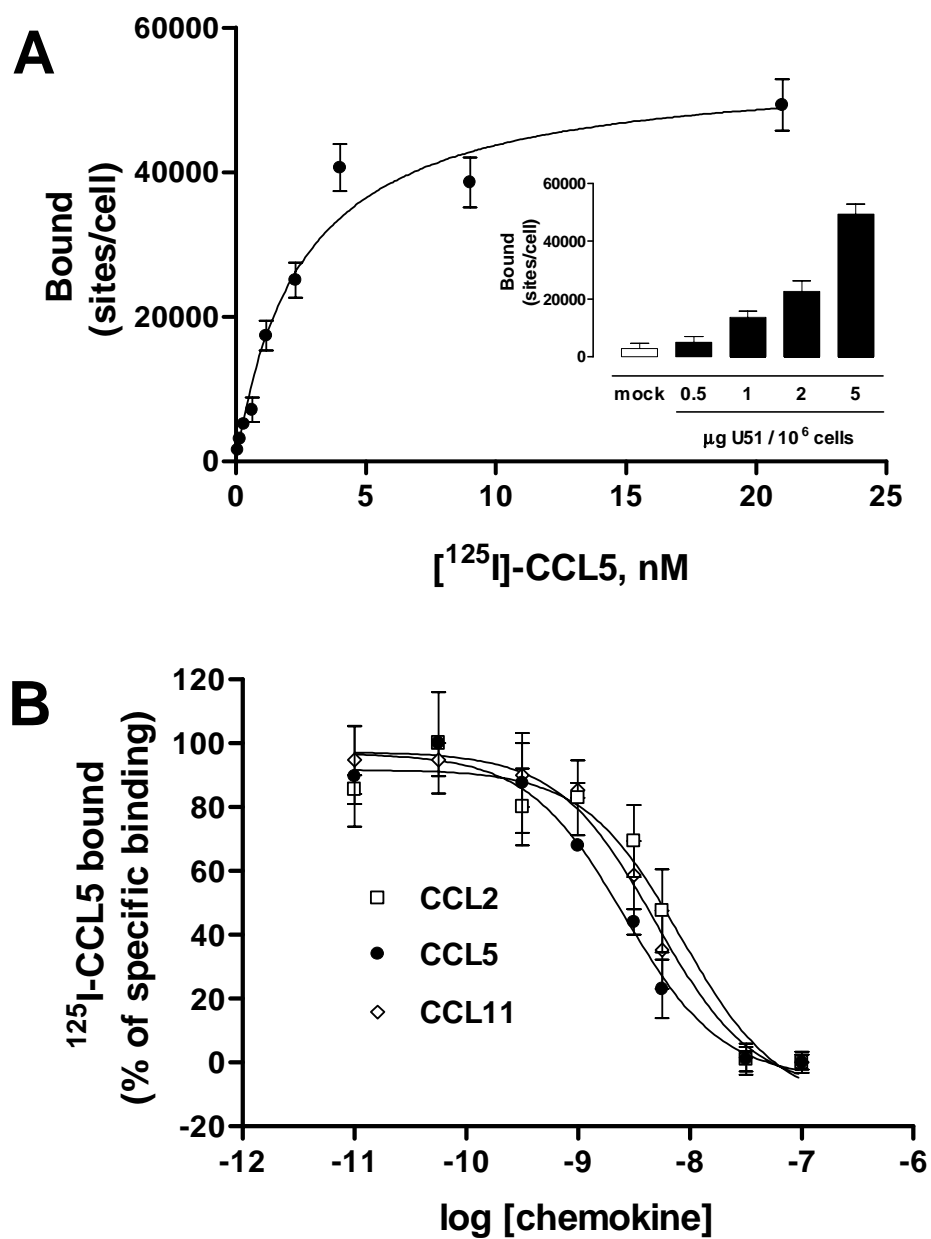 A
60000
40000
20000
0
Bound
(sites/cell)
0 5 10 15 20 25
[¹²⁵I]-CCL5, nM
60000
40000
20000
0
Bound
(sites/cell)
mock 0.5 1 2 5
µg U51 / 10⁶ cells
B
120
100
80
60
40
20
0
-20
¹²⁵I-CCL5 bound
(% of specific binding)
CCL2
CCL5
CCL11
-12 -11 -10 -9 -8 -7 -6
log [chemokine]